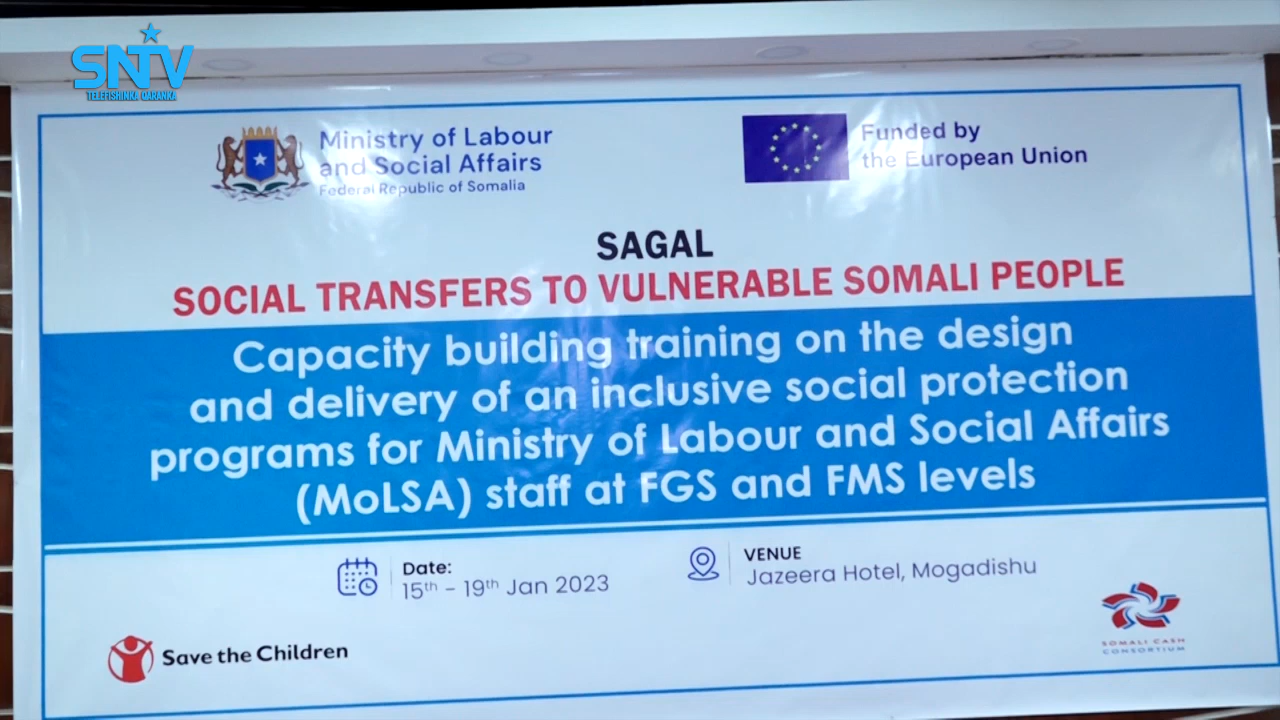 SNTV
TELEFISHINKA QARANKA
Ministry of Labour
and Social Affairs
Federal Republic of Somalia
Funded by
the European Union
SAGAL
SOCIAL TRANSFERS TO VULNERABLE SOMALI PEOPLE
Capacity building training on the design
and delivery of an inclusive social protection
programs for Ministry of Labour and Social Affairs
(MoLSA) staff at FGS and FMS levels
Date:
15th – 19th Jan 2023
VENUE
Jazeera Hotel, Mogadishu
Save the Children
SOMALI CASH
CONSORTIUM